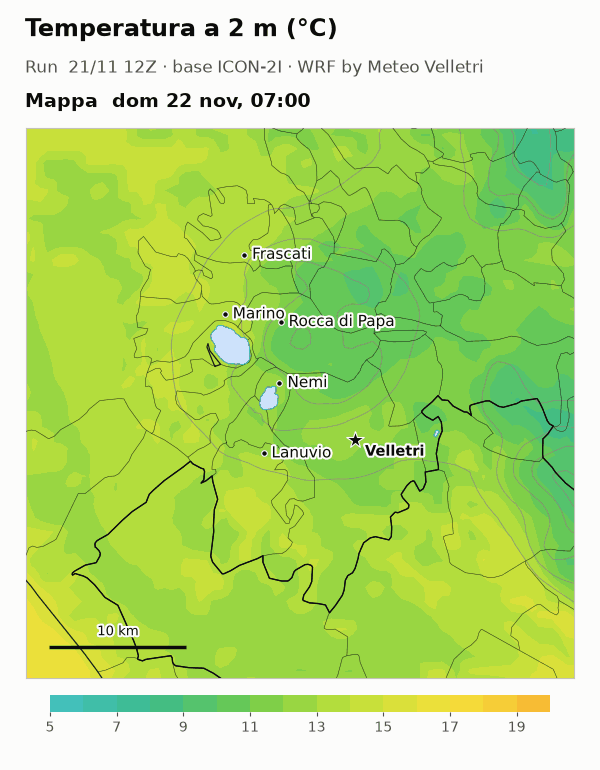 Temperatura a 2 m (°C)
Run  21/11 12Z · base ICON-2I · WRF by Meteo Velletri
Mappa  dom 22 nov, 07:00
Frascati
Marino
Rocca di Papa
Nemi
Velletri
Lanuvio
10 km
5 7 9 11 13 15 17 19